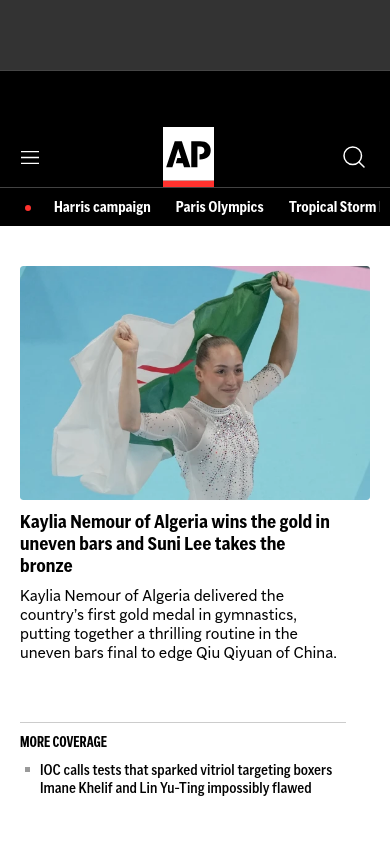 AP
Harris campaign Paris Olympics Tropical Storm
Kaylia Nemour of Algeria wins the gold in
uneven bars and Suni Lee takes the
bronze
Kaylia Nemour of Algeria delivered the
country’s first gold medal in gymnastics,
putting together a thrilling routine in the
uneven bars final to edge Qiu Qiyuan of China.
MORE COVERAGE
IOC calls tests that sparked vitriol targeting boxers
Imane Khelif and Lin Yu-Ting impossibly flawed